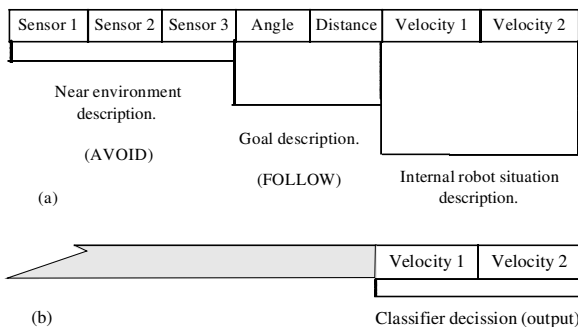 Sensor 1 Sensor 2 Sensor 3 Angle Distance Velocity 1 Velocity 2
Near environment
description.
(AVOID)
Goal description.
(FOLLOW)
Internal robot situation
description.
(a)
Velocity 1 Velocity 2
(b)
Classifier decission (output)